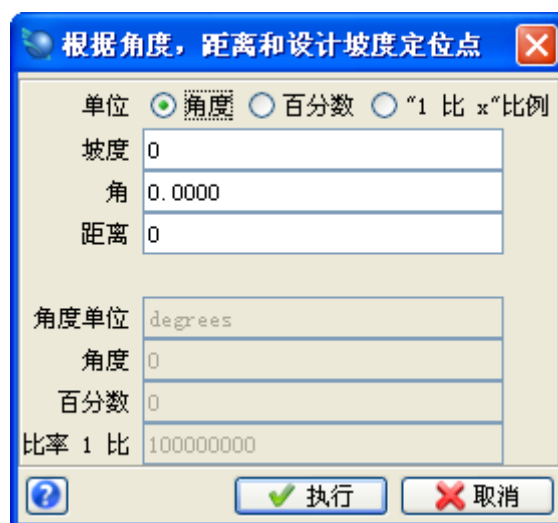 根据角度，距离和设计坡度定位点
单位 角度 百分数 “1 比 x“比例
坡度 0
角 0.0000
距离 0
角度单位 degrees
角度 0
百分数 0
比率 1 比 100000000
? 执行 取消